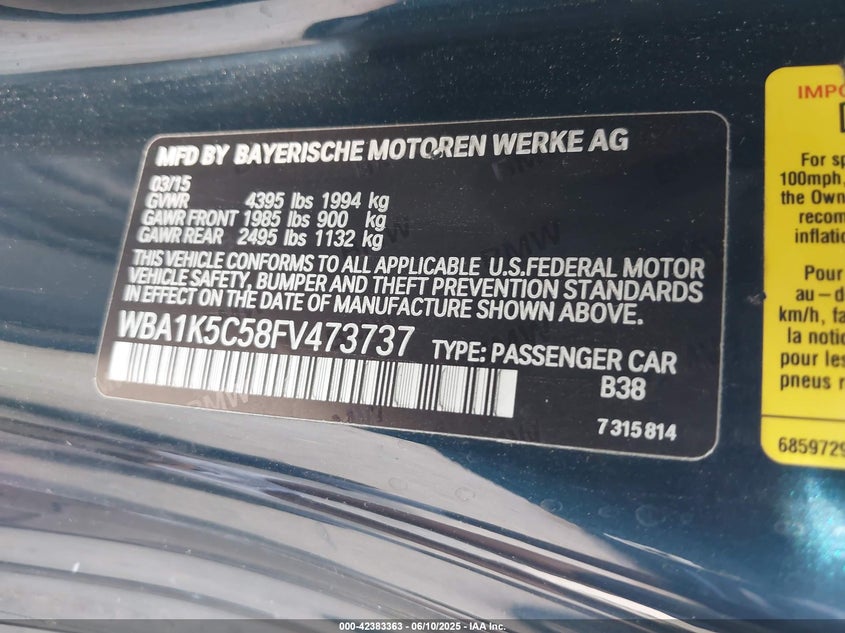 MFD BY BAYERISCHE MOTOREN WERKE AG
03/15
GVWR 4395 lbs 1994 kg
GAWR FRONT 1985 lbs 900 kg
GAWR REAR 2495 lbs 1132 kg
THIS VEHICLE CONFORMS TO ALL APPLICABLE U.S.FEDERAL MOTOR
VEHICLE SAFETY, BUMPER AND THEFT PREVENTION STANDARDS
IN EFFECT ON THE DATE OF MANUFACTURE SHOWN ABOVE.
WBA1K5C58FV473737 TYPE: PASSENGER CAR
B38
7 315 814
For sp
100mph,
the Own
recom
inflati
Pour
au – d
km/h, fa
la notic
pour les
pneus r
6859729
000-42383363 - 06/10/2025 - IAA Inc.